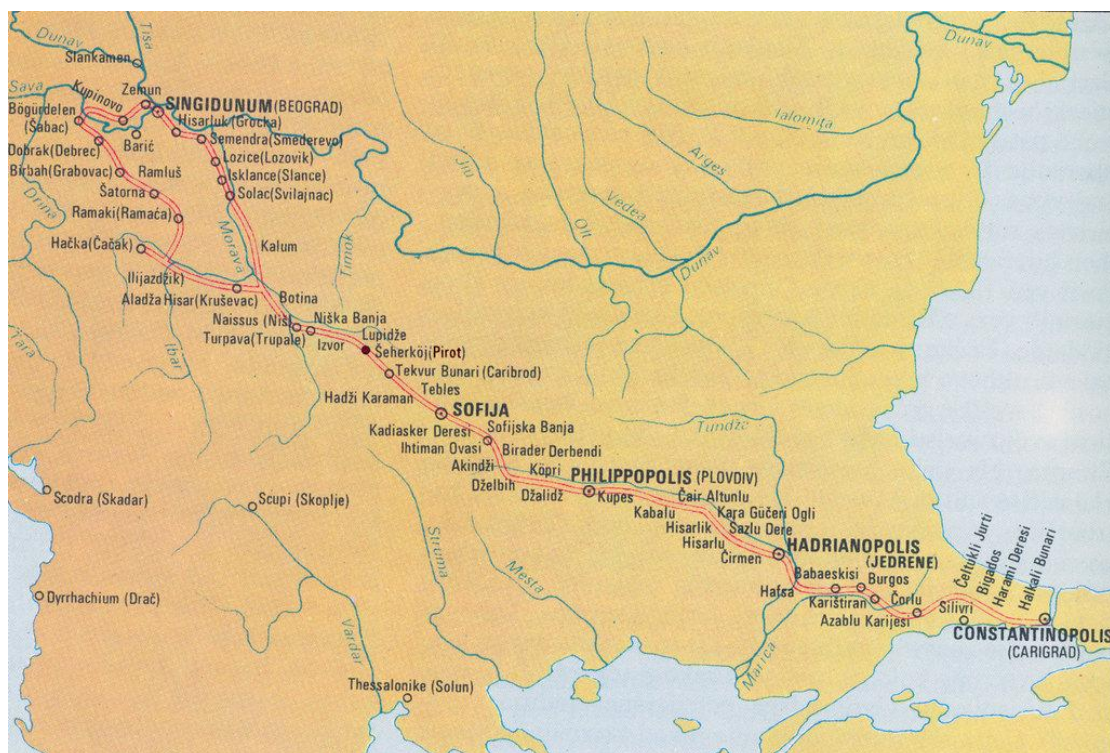 Dunav
Tisa
Slankamen
Dunav
Dunav
Sava
Zemun
Kupinovo
SINGIDUNUM (BEOGRAD)
Bögürdelen
(Šabac)
Hisarluk (Grocka)
Barić
Semendra (Smederevo)
Ialomița
Dobrak (Debrec)
Lozice (Lozovik)
Birbah (Grabovac)
Ramluš
Isklance (Slance)
Jiu
Argeș
Šatorna
Solac (Svilajnac)
Drina
Vedea
Ramaki (Ramaća)
Olt
Hačka (Čačak)
Morava
Kalum
Timok
Dunav
Ilijazdžik)
Aladža Hisar (Kruševac)
Botina
Naissus (Niš)
Niška Banja
Turpava (Trupale)
Izvor
Lupidže
Tara
Ibar
Šeherköj (Pirot)
Tekvur Bunari (Caribrod)
Hadži Karaman
Tebles
SOFIJA
Kadiasker Deresi
Sofijska Banja
Tundža
Ihtiman Ovasi
Birader Derbendi
Akindži
Köpri
PHILIPPOPOLIS (PLOVDIV)
Dželbih
Džalidž
Kupes
Čair Altunlu
Scodra (Skadar)
Scupi (Skoplje)
Kabalu
Kara Güčeri Ogli
Hisarlik
Sazlu Dere
Hisarlu
Čirmen
HADRIANOPOLIS
(JEDRENE)
Struma
Mesta
Babaeskisi
Burgos
Čeltukli Jurti
Bigados
Harami Deresi
Halkali Bunari
Dyrrhachium (Drač)
Hafsa
Karištiran
Čorlu
Azablu Karijesi
Silivri
CONSTANTINOPOLIS
(CARIGRAD)
Vardar
Marica
Thessalonike (Solun)